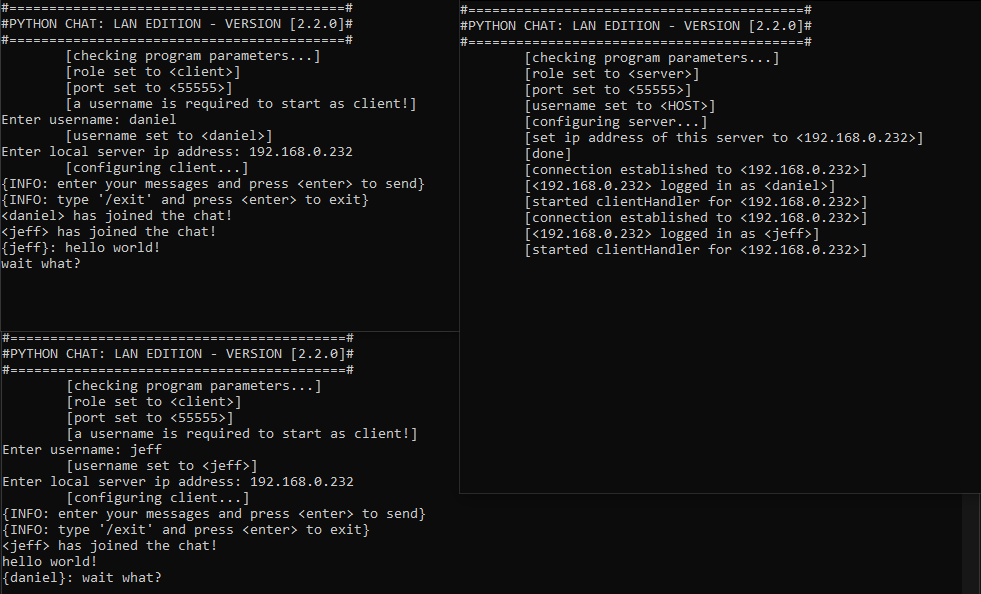 #==========================================#
#PYTHON CHAT: LAN EDITION - VERSION [2.2.0]#
#==========================================#
[checking program parameters...]
[role set to <client>]
[port set to <55555>]
[a username is required to start as client!]
Enter username: daniel
[username set to <daniel>]
Enter local server ip address: 192.168.0.232
[configuring client...]
{INFO: enter your messages and press <enter> to send}
{INFO: type '/exit' and press <enter> to exit}
<daniel> has joined the chat!
<jeff> has joined the chat!
{jeff}: hello world!
wait what?
#==========================================#
#PYTHON CHAT: LAN EDITION - VERSION [2.2.0]#
#==========================================#
[checking program parameters...]
[role set to <server>]
[port set to <55555>]
[username set to <HOST>]
[configuring server...]
[set ip address of this server to <192.168.0.232>]
[done]
[connection established to <192.168.0.232>]
[<192.168.0.232> logged in as <daniel>]
[started clientHandler for <192.168.0.232>]
[connection established to <192.168.0.232>]
[<192.168.0.232> logged in as <jeff>]
[started clientHandler for <192.168.0.232>]
#==========================================#
#PYTHON CHAT: LAN EDITION - VERSION [2.2.0]#
#==========================================#
[checking program parameters...]
[role set to <client>]
[port set to <55555>]
[a username is required to start as client!]
Enter username: jeff
[username set to <jeff>]
Enter local server ip address: 192.168.0.232
[configuring client...]
{INFO: enter your messages and press <enter> to send}
{INFO: type '/exit' and press <enter> to exit}
<jeff> has joined the chat!
hello world!
{daniel}: wait what?